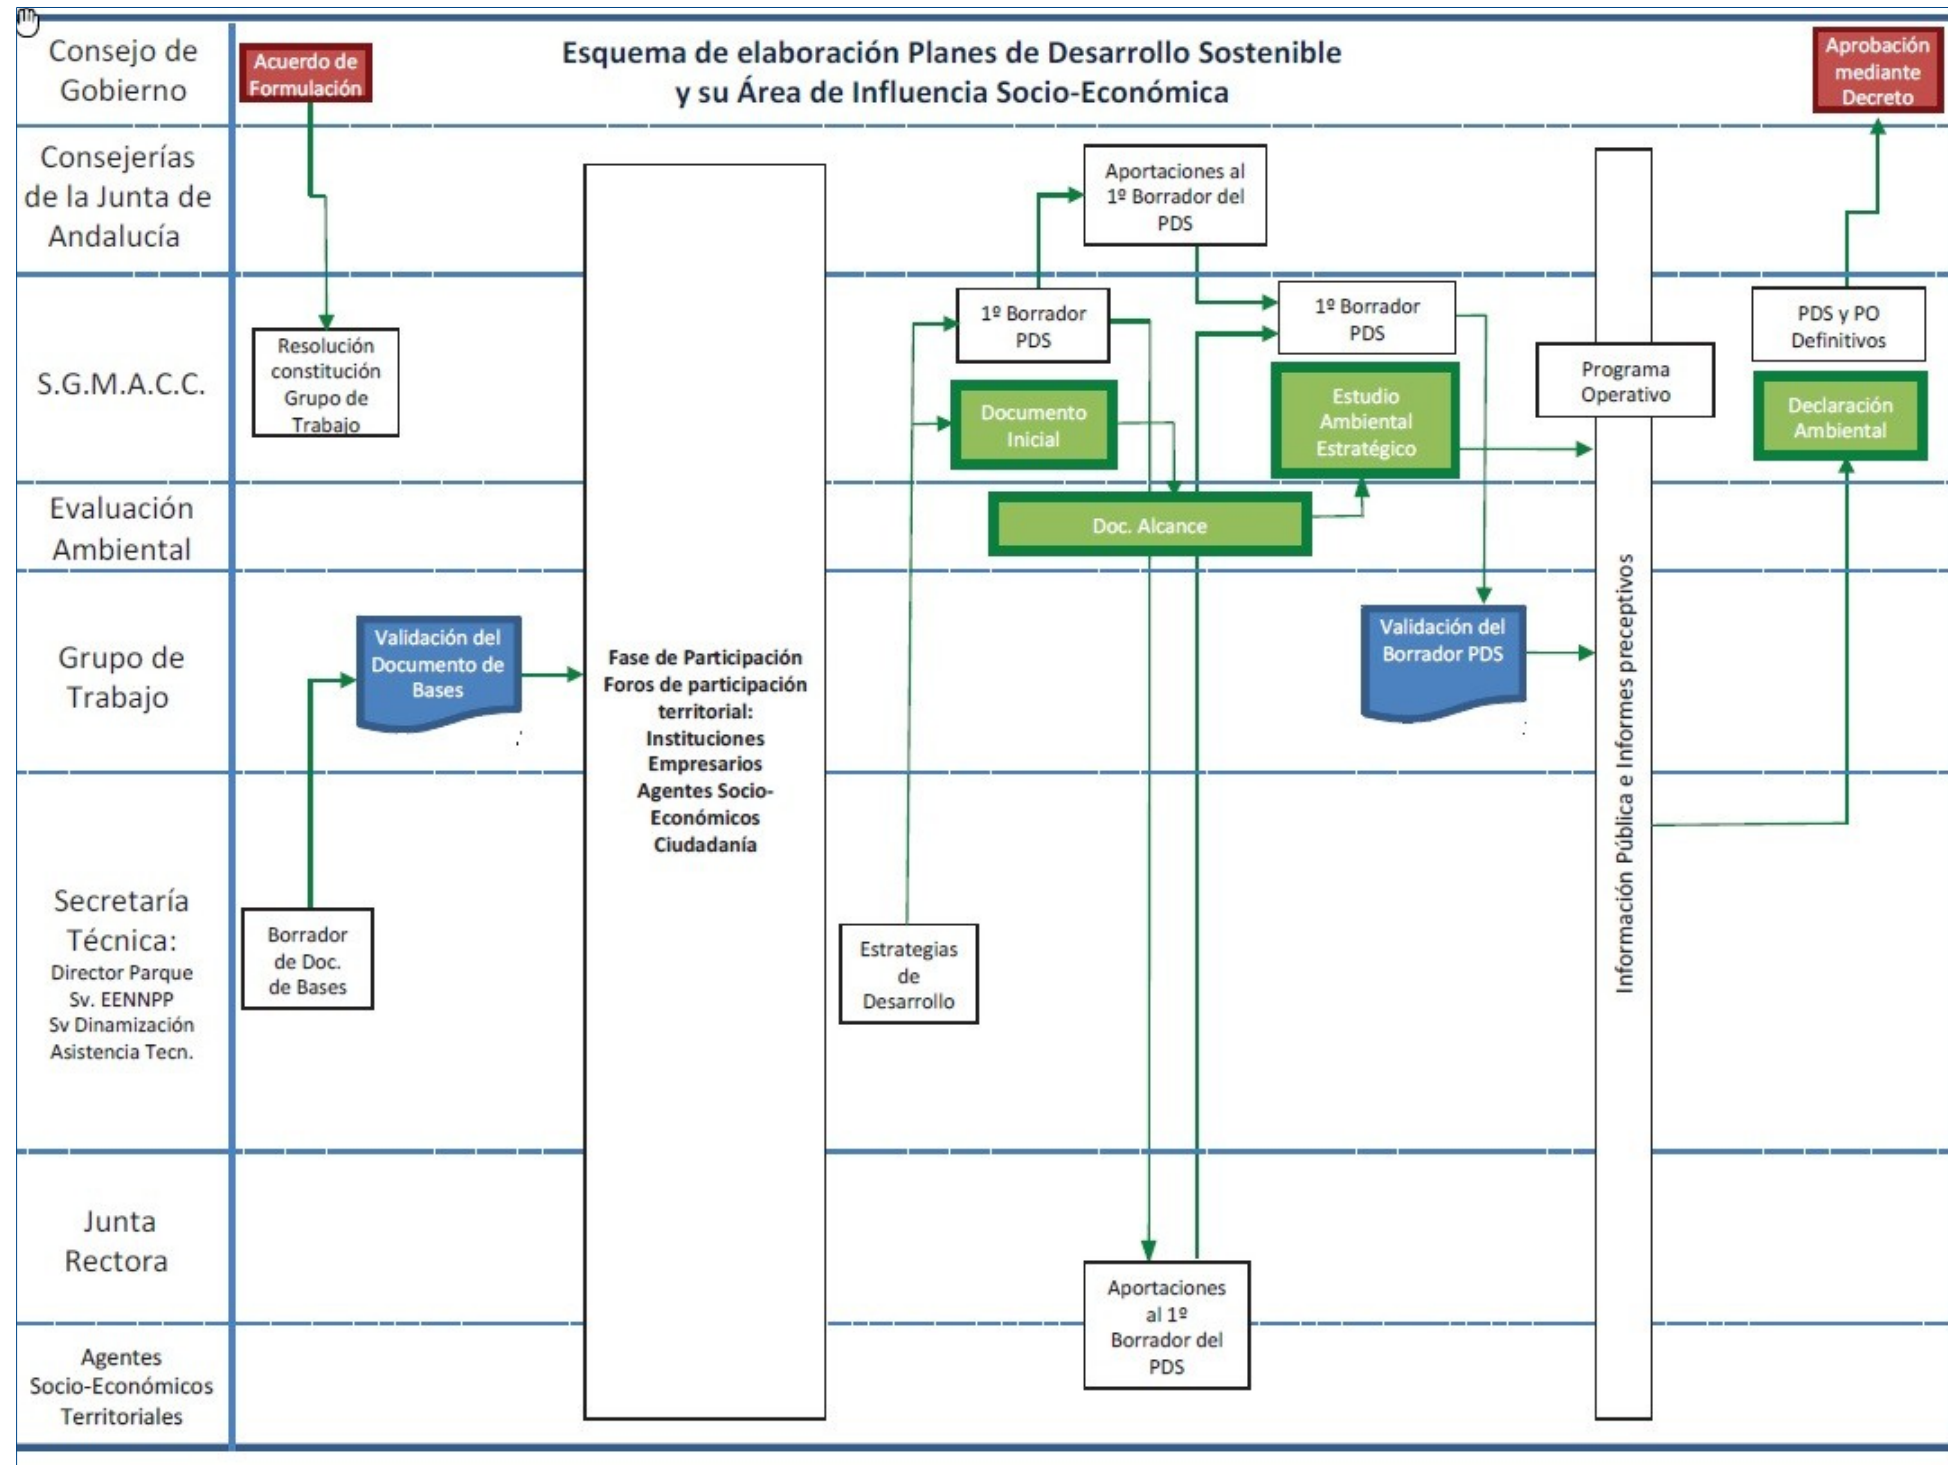 Esquema de elaboración Planes de Desarrollo Sostenible
y su Área de Influencia Socio-Económica
Consejo de
Gobierno
Acuerdo de
Formulación
Aprobación
mediante
Decreto
Consejerías
de la Junta de
Andalucía
Aportaciones al
1º Borrador del
PDS
S.G.M.A.C.C.
Resolución
constitución
Grupo de
Trabajo
1º Borrador
PDS
Documento
Inicial
1º Borrador
PDS
Estudio
Ambiental
Estratégico
Programa
Operativo
PDS y PO
Definitivos
Declaración
Ambiental
Evaluación
Ambiental
Doc. Alcance
Grupo de
Trabajo
Validación del
Documento de
Bases
Fase de Participación
Foros de participación
territorial:
Instituciones
Empresarios
Agentes Socio-
Económicos
Ciudadanía
Validación del
Borrador PDS
Información Pública e Informes preceptivos
Secretaría
Técnica:
Director Parque
Sv. EENNPP
Sv Dinamización
Asistencia Tecn.
Borrador
de Doc.
de Bases
Estrategias
de
Desarrollo
Junta
Rectora
Aportaciones
al 1º
Borrador del
PDS
Agentes
Socio-Económicos
Territoriales